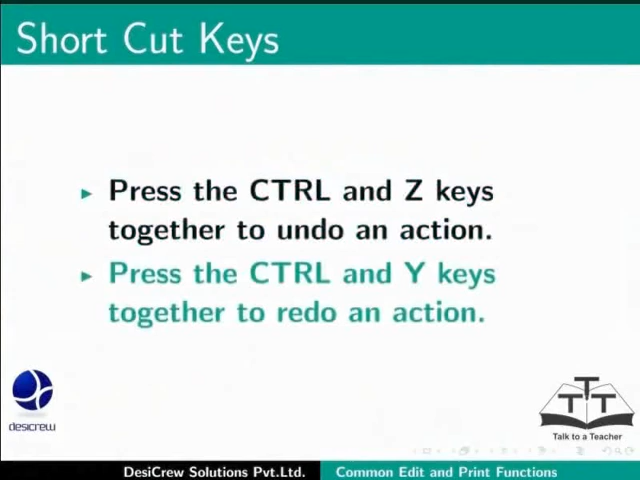 Short Cut Keys
Press the CTRL and Z keys
together to undo an action.
Press the CTRL and Y keys
together to redo an action.
desicrew
TTT
Talk to a Teacher
DesiCrew Solutions Pvt.Ltd.
Common Edit and Print Functions